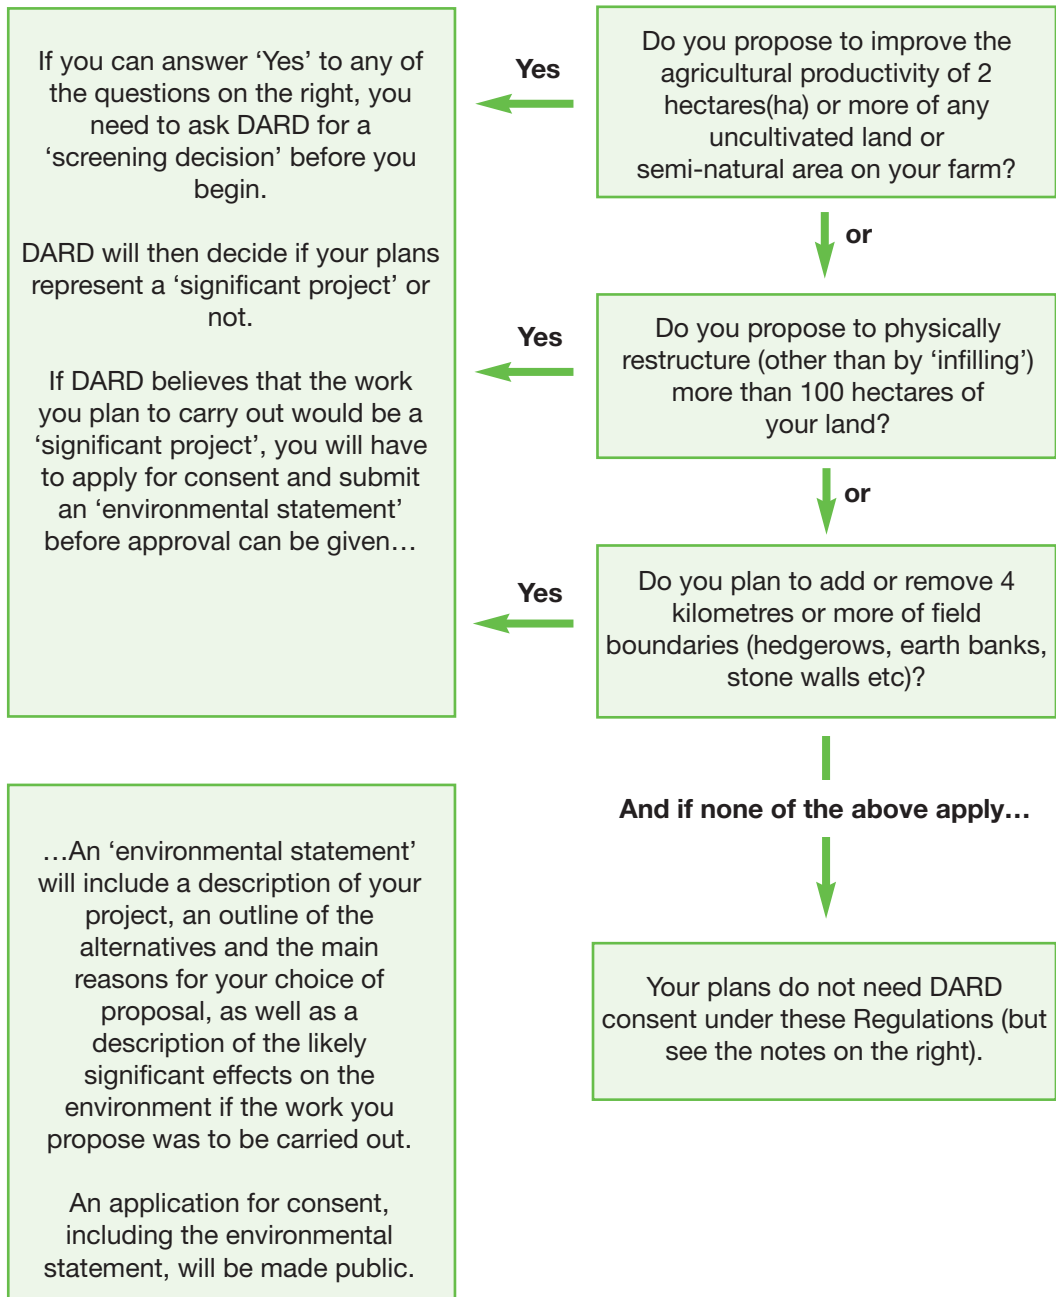 If you can answer ‘Yes’ to any of
the questions on the right, you
need to ask DARD for a
‘screening decision’ before you
begin.
DARD will then decide if your plans
represent a ‘significant project’ or
not.
If DARD believes that the work
you plan to carry out would be a
‘significant project’, you will have
to apply for consent and submit
an ‘environmental statement’
before approval can be given…
Yes
Do you propose to improve the
agricultural productivity of 2
hectares(ha) or more of any
uncultivated land or
semi-natural area on your farm?
or
Yes
Do you propose to physically
restructure (other than by ‘infilling’)
more than 100 hectares of
your land?
or
Yes
Do you plan to add or remove 4
kilometres or more of field
boundaries (hedgerows, earth banks,
stone walls etc)?
And if none of the above apply…
Your plans do not need DARD
consent under these Regulations (but
see the notes on the right).
…An ‘environmental statement’
will include a description of your
project, an outline of the
alternatives and the main
reasons for your choice of
proposal, as well as a
description of the likely
significant effects on the
environment if the work you
propose was to be carried out.
An application for consent,
including the environmental
statement, will be made public.